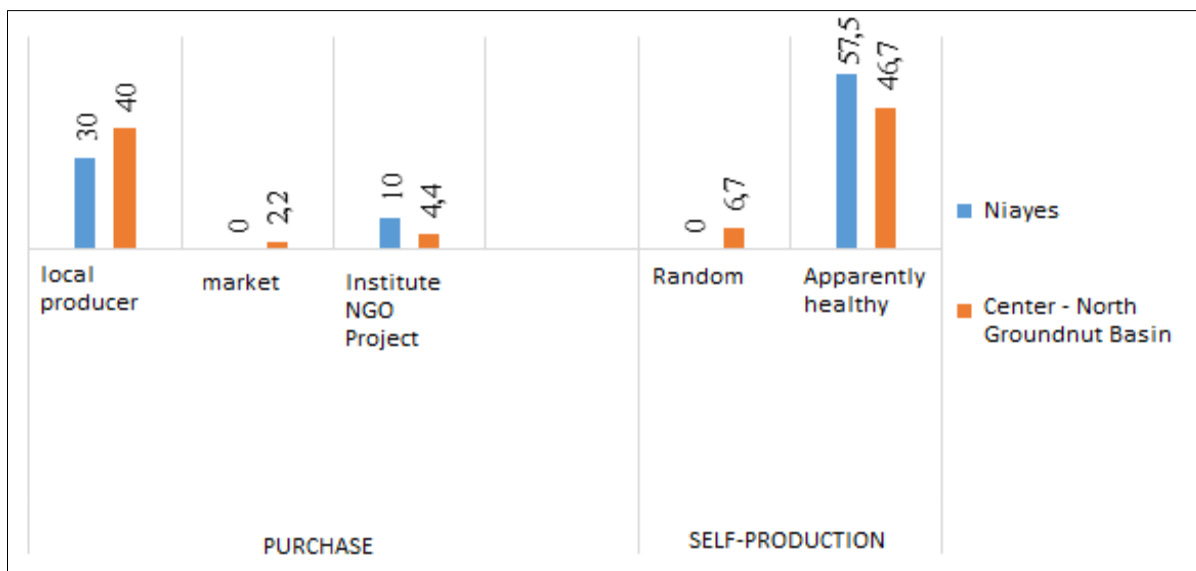 30
40
0
2,2
10
4,4
0
6,7
57,5
46,7
local
producer
market
Institute
NGO
Project
Random
Apparently
healthy
PURCHASE
SELF-PRODUCTION
Niayes
Center - North
Groundnut Basin